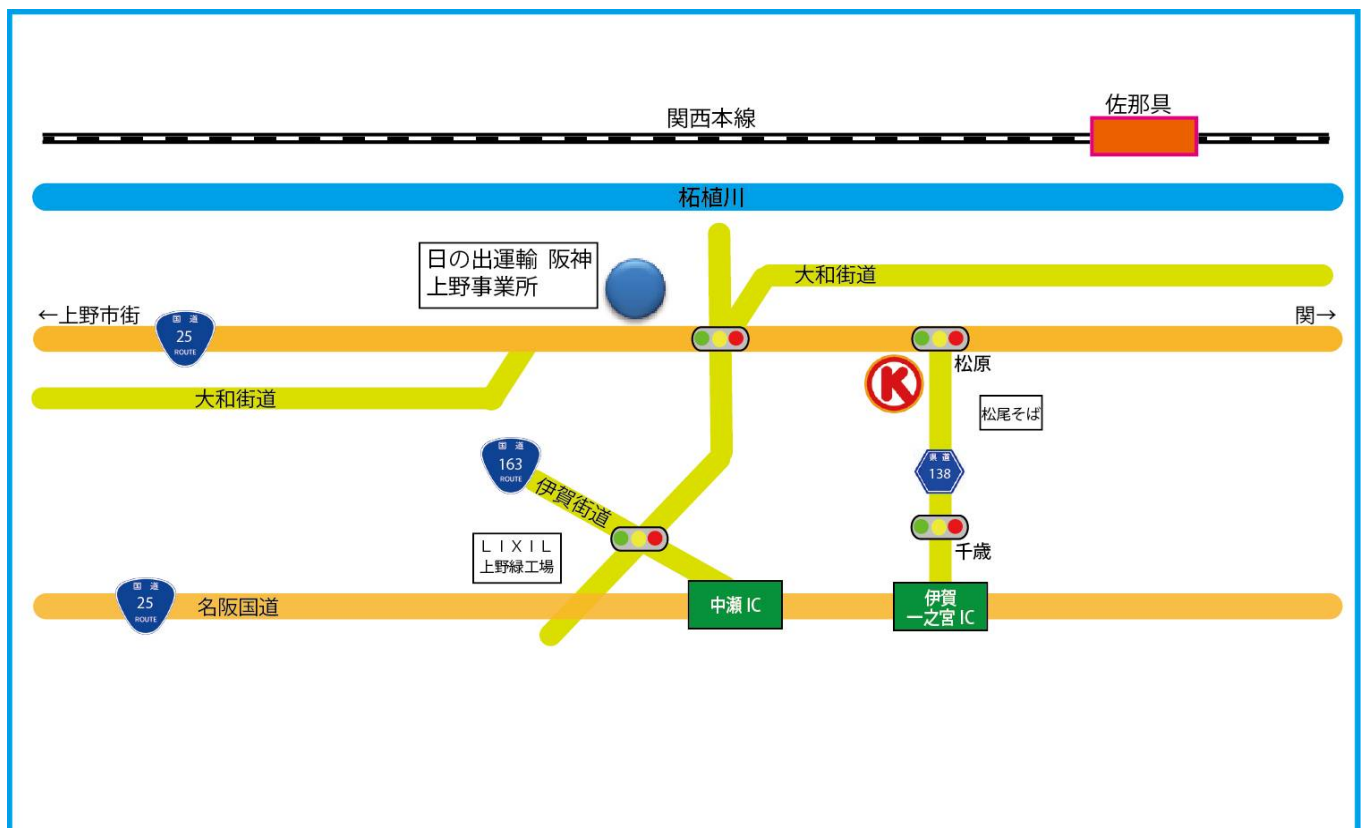 佐那具
関西本線
柘植川
日の出運輸 阪神
上野事業所
大和街道
←上野市街
関→
国道
25
ROUTE
松原
K
大和街道
松尾そば
国道
163
ROUTE
県道
138
伊賀街道
LIXIL
上野緑工場
千歳
国道
25
ROUTE
名阪国道
中瀬 IC
伊賀
一之宮 IC